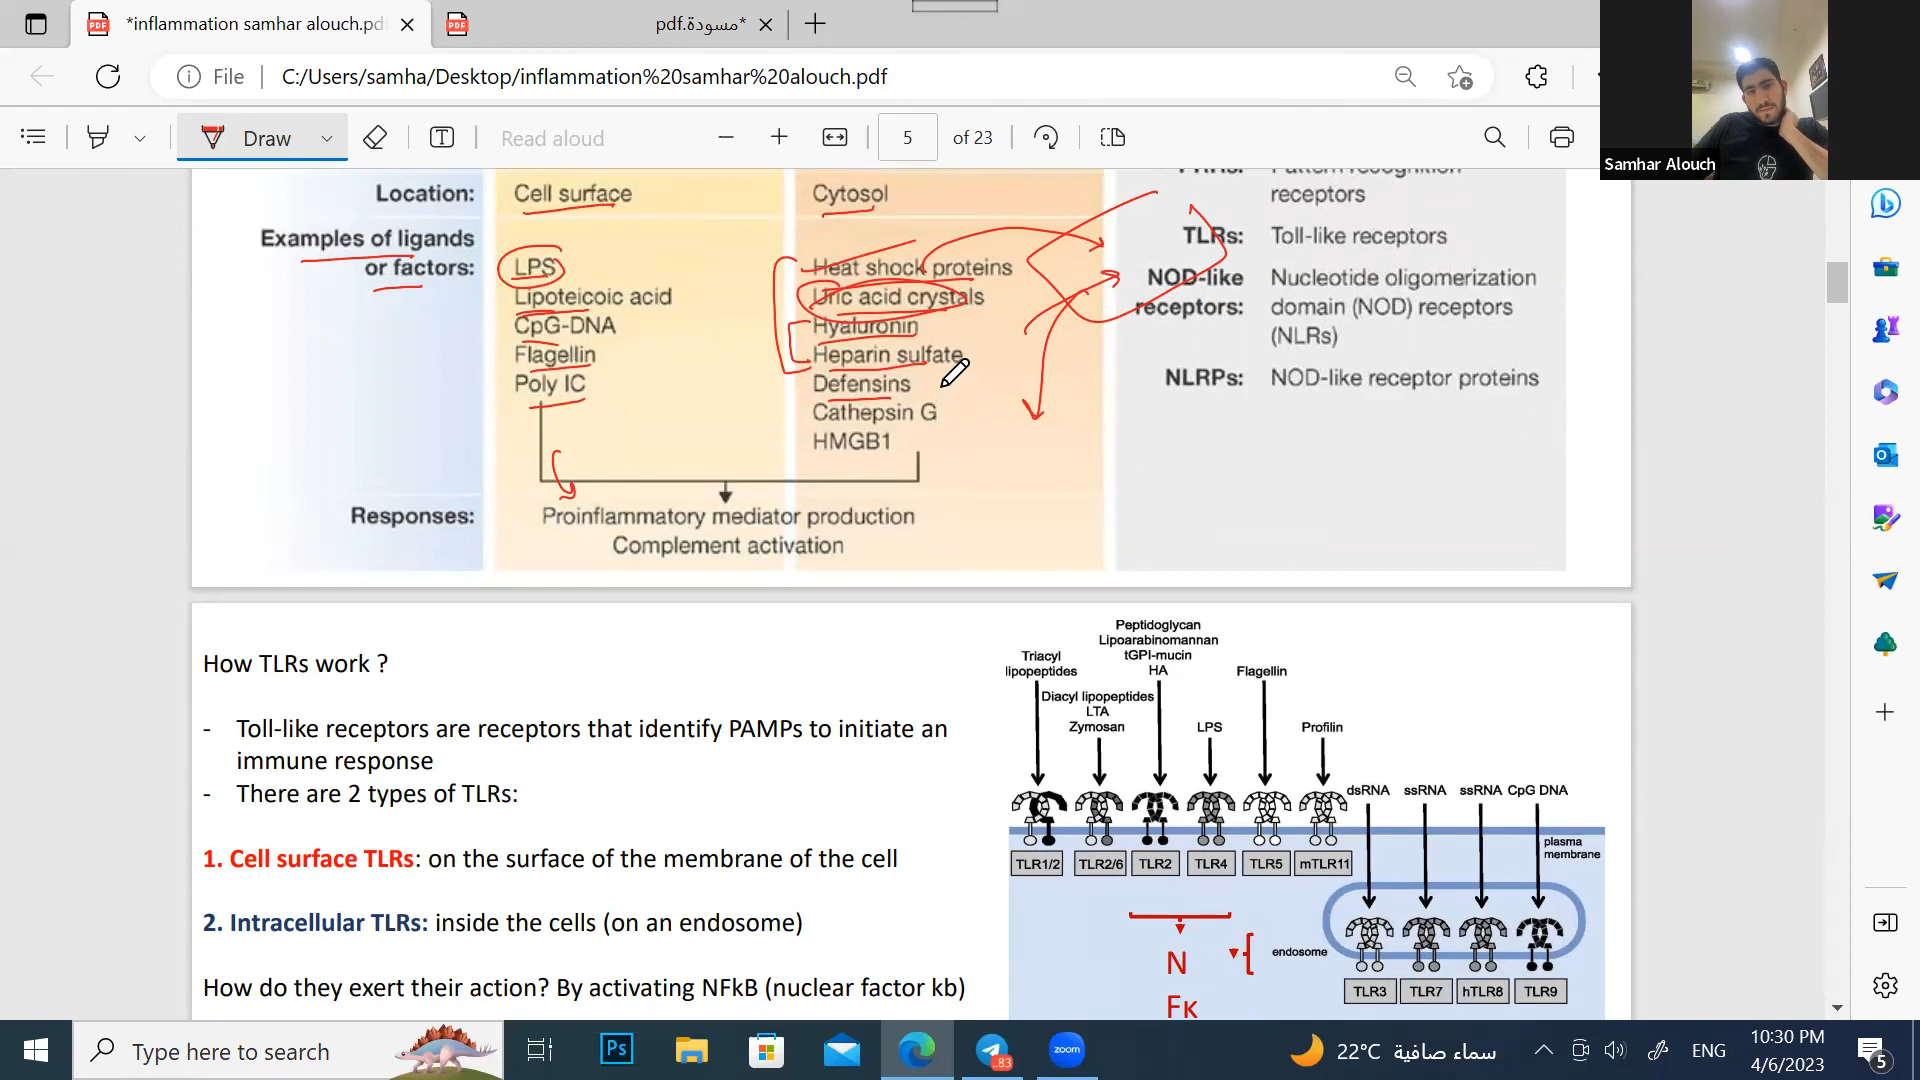 *inflammation samhar alouch.pdf
*مسودة.pdf
File
C:/Users/samha/Desktop/inflammation%20samhar%20alouch.pdf
Draw
Read aloud
5
of 23
Samhar Alouch
Location:
Cell surface
Cytosol
Examples of ligands
or factors:
LPS
Lipoteicoic acid
CpG-DNA
Flagellin
Poly IC
Heat shock proteins
Uric acid crystals
Hyaluronin
Heparin sulfate
Defensins
Cathepsin G
HMGB1
Responses:
Proinflammatory mediator production
Complement activation
PRRs: Pattern recognition
receptors
TLRs: Toll-like receptors
NOD-like Nucleotide oligomerization
receptors: domain (NOD) receptors
(NLRs)
NLRPs: NOD-like receptor proteins
How TLRs work ?
- Toll-like receptors are receptors that identify PAMPs to initiate an
immune response
- There are 2 types of TLRs:
1. Cell surface TLRs: on the surface of the membrane of the cell
2. Intracellular TLRs: inside the cells (on an endosome)
How do they exert their action? By activating NFkB (nuclear factor kb)
Triacyl
lipopeptides
Diacyl lipopeptides
LTA
Zymosan
Peptidoglycan
Lipoarabinomannan
tGPI-mucin
HA
LPS
Flagellin
Profilin
dsRNA
ssRNA
ssRNA
CpG DNA
plasma
membrane
TLR1/2
TLR2/6
TLR2
TLR4
TLR5
mTLR11
endosome
TLR3
TLR7
hTLR8
TLR9
N
Fκ
Type here to search
Ps
83
zoom
22°C
سماء صافية
ENG
10:30 PM
4/6/2023
5